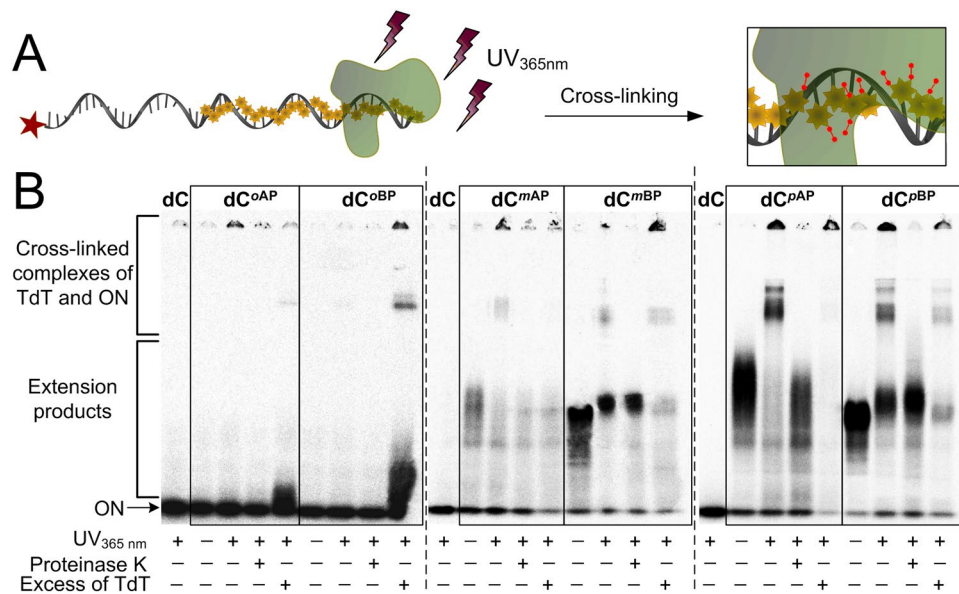 A
UV365nm
Cross-linking
B
dC dCoAP dCoBP dC dCmAP dCmBP dC dCpAP dCpBP
Cross-linked
complexes of
TdT and ON
Extension
products
ON
UV365 nm + − + + + − + + + + − + + + − + + + + − + + + − + + +
Proteinase K − − − + − − − + − − − − + − − − + − − − − + − − − + −
Excess of TdT − − − − + − − − + − − − − + − − − + − − − − + − − − +